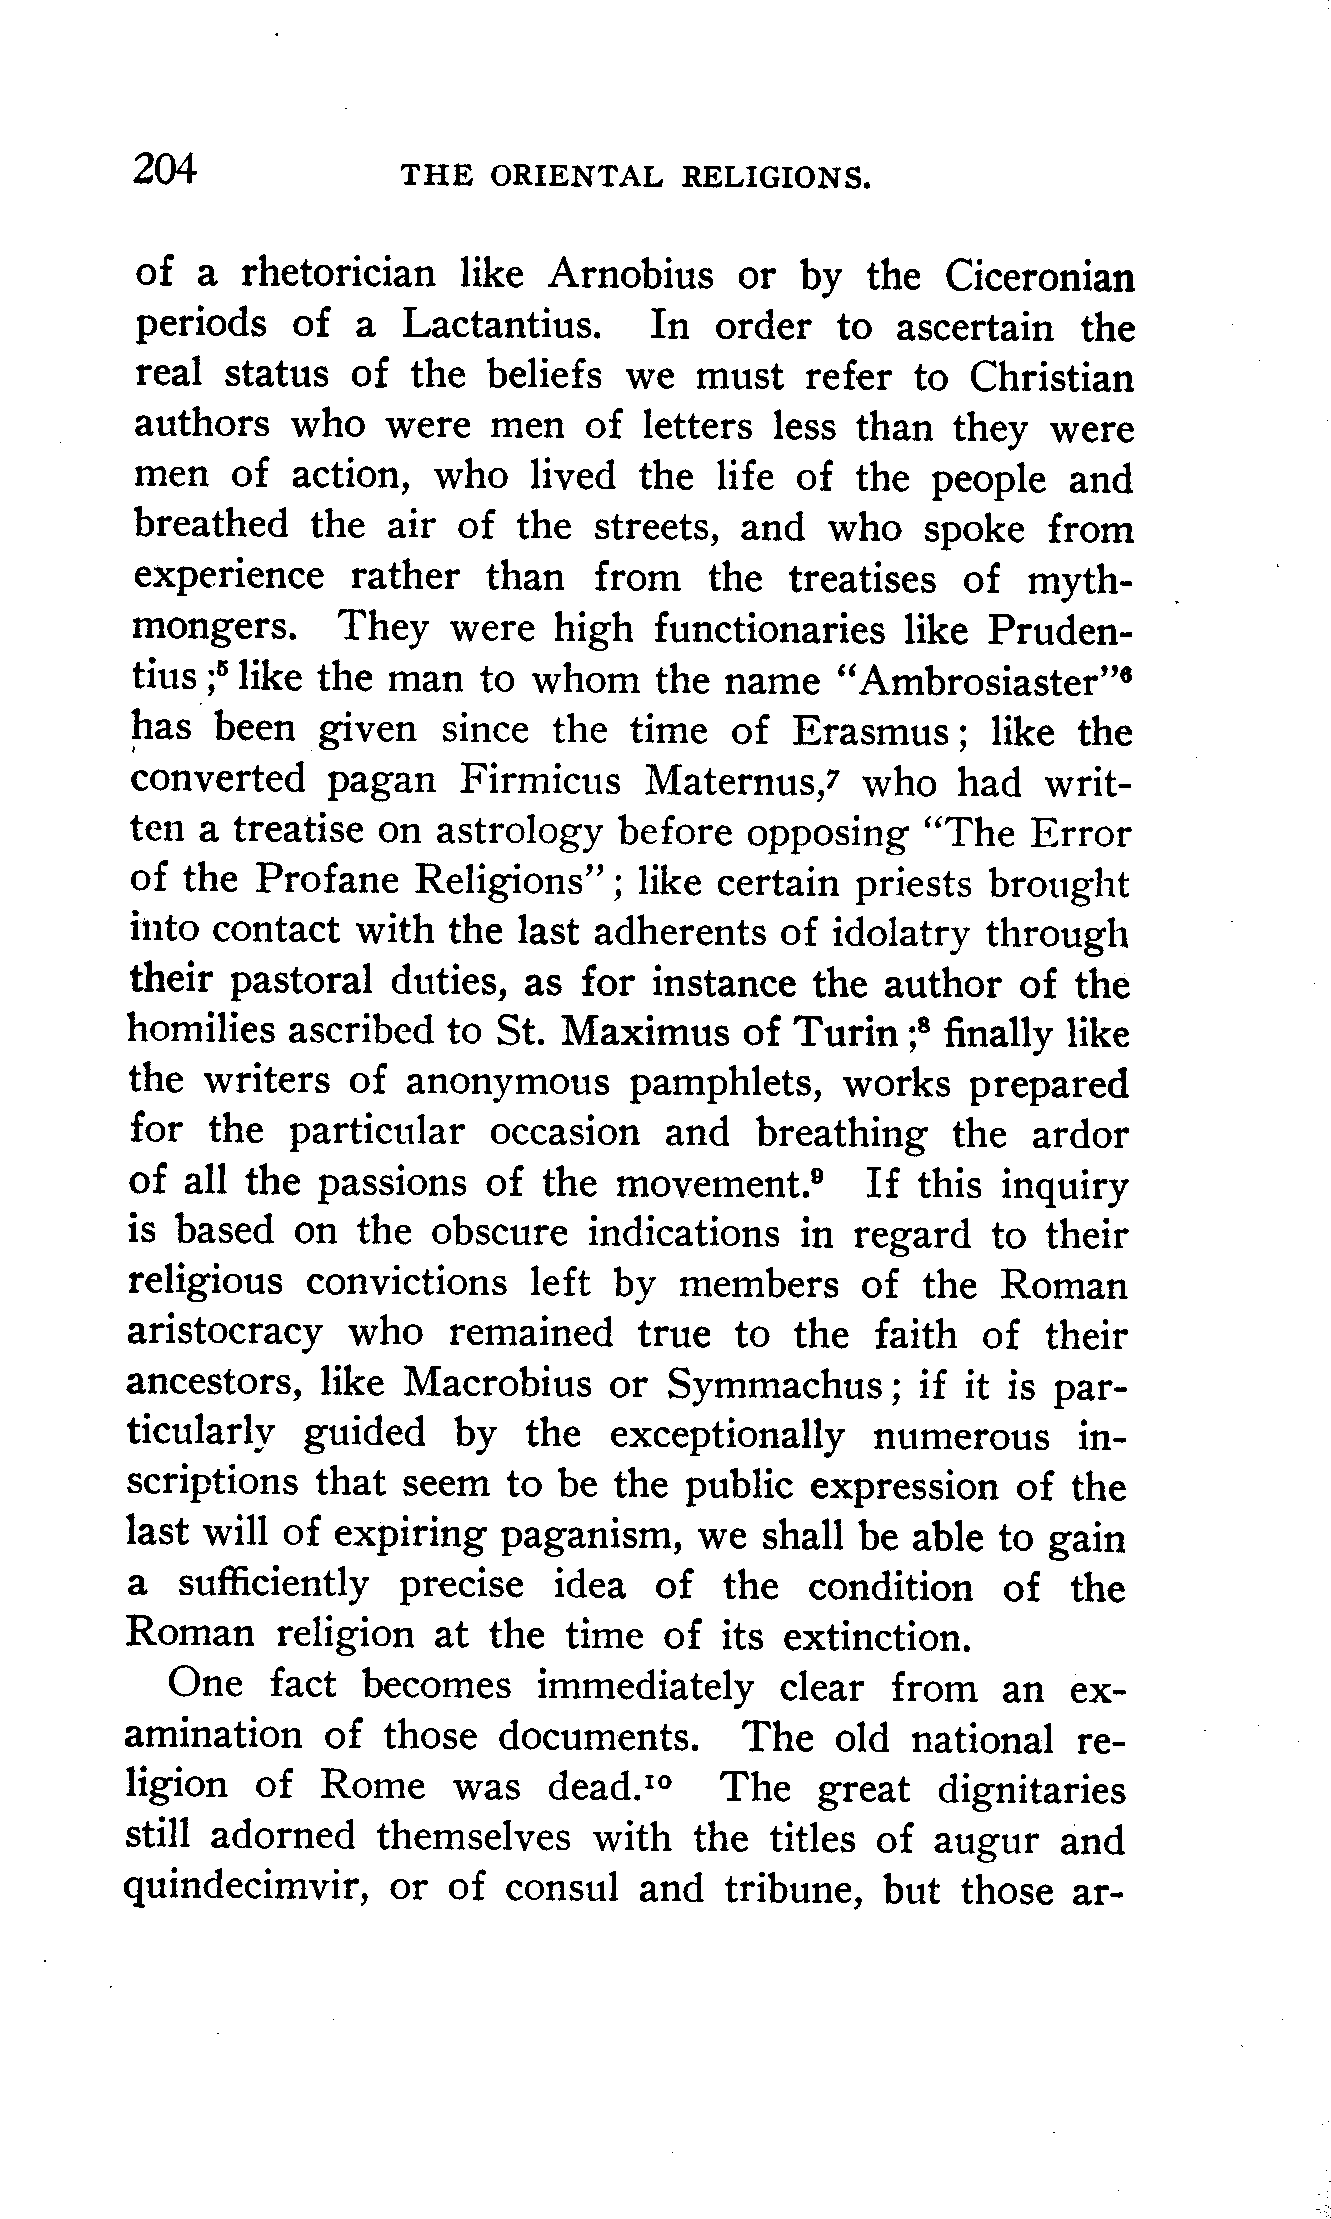 204 THE ORIENTAL RELIGIONS.
of a rhetorician like Arnobius or by the Ciceronian
periods of a Lactantius. In order to ascertain the
real status of the beliefs we must refer to Christian
authors who were men of letters less than they were
men of action, who lived the life of the people and
breathed the air of the streets, and who spoke from
experience rather than from the treatises of myth-
mongers. They were high functionaries like Pruden-
tius;⁵ like the man to whom the name “Ambrosiaster”⁶
has been given since the time of Erasmus; like the
converted pagan Firmicus Maternus,⁷ who had writ-
ten a treatise on astrology before opposing “The Error
of the Profane Religions”; like certain priests brought
into contact with the last adherents of idolatry through
their pastoral duties, as for instance the author of the
homilies ascribed to St. Maximus of Turin;⁸ finally like
the writers of anonymous pamphlets, works prepared
for the particular occasion and breathing the ardor
of all the passions of the movement.⁹ If this inquiry
is based on the obscure indications in regard to their
religious convictions left by members of the Roman
aristocracy who remained true to the faith of their
ancestors, like Macrobius or Symmachus; if it is par-
ticularly guided by the exceptionally numerous in-
scriptions that seem to be the public expression of the
last will of expiring paganism, we shall be able to gain
a sufficiently precise idea of the condition of the
Roman religion at the time of its extinction.
One fact becomes immediately clear from an ex-
amination of those documents. The old national re-
ligion of Rome was dead.¹⁰ The great dignitaries
still adorned themselves with the titles of augur and
quindecimvir, or of consul and tribune, but those ar-